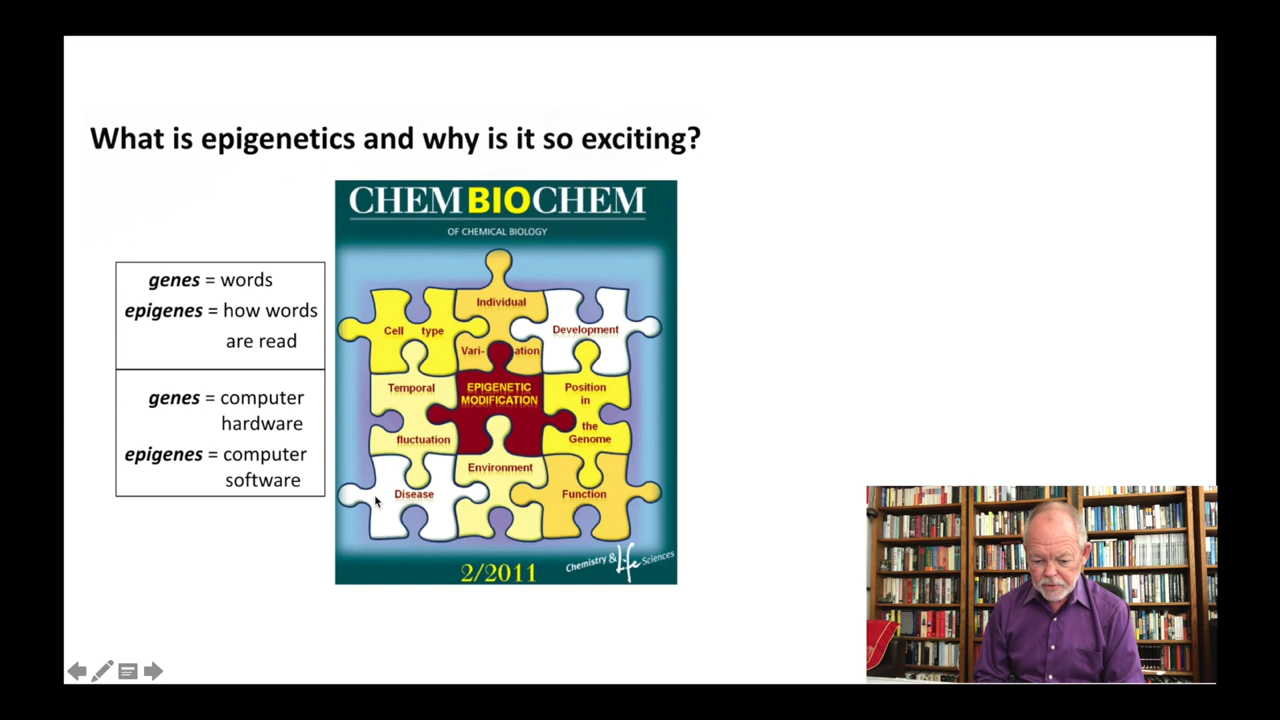 What is epigenetics and why is it so exciting?
genes = words
epigenes = how words
are read
genes = computer
hardware
epigenes = computer
software
CHEMBIOCHEM
OF CHEMICAL BIOLOGY
Individual
Vari- ation
Cell type
Development
Temporal
fluctuation
EPIGENETIC
MODIFICATION
Position
in
the
Genome
Disease
Environment
Function
2/2011
Chemistry & Life Sciences